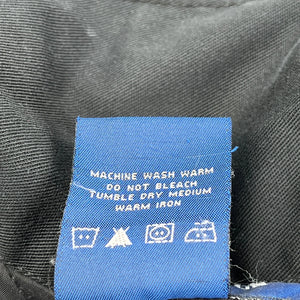 MACHINE WASH WARM
DO NOT BLEACH
TUMBLE DRY MEDIUM
WARM IRON